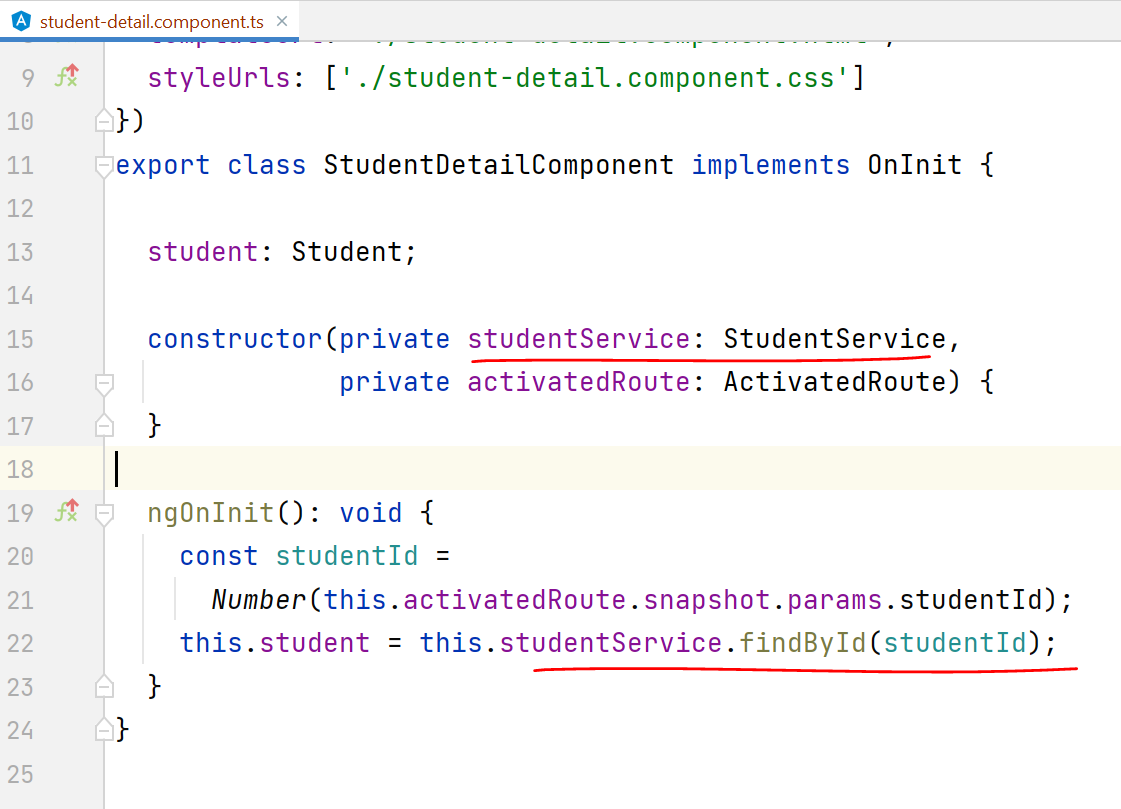 student-detail.component.ts ×
9 styleUrls: ['./student-detail.component.css']
10 })
11 export class StudentDetailComponent implements OnInit {
12
13 student: Student;
14
15 constructor(private studentService: StudentService,
16 private activatedRoute: ActivatedRoute) {
17 }
18
19 ngOnInit(): void {
20 const studentId =
21 Number(this.activatedRoute.snapshot.params.studentId);
22 this.student = this.studentService.findById(studentId);
23 }
24 }
25